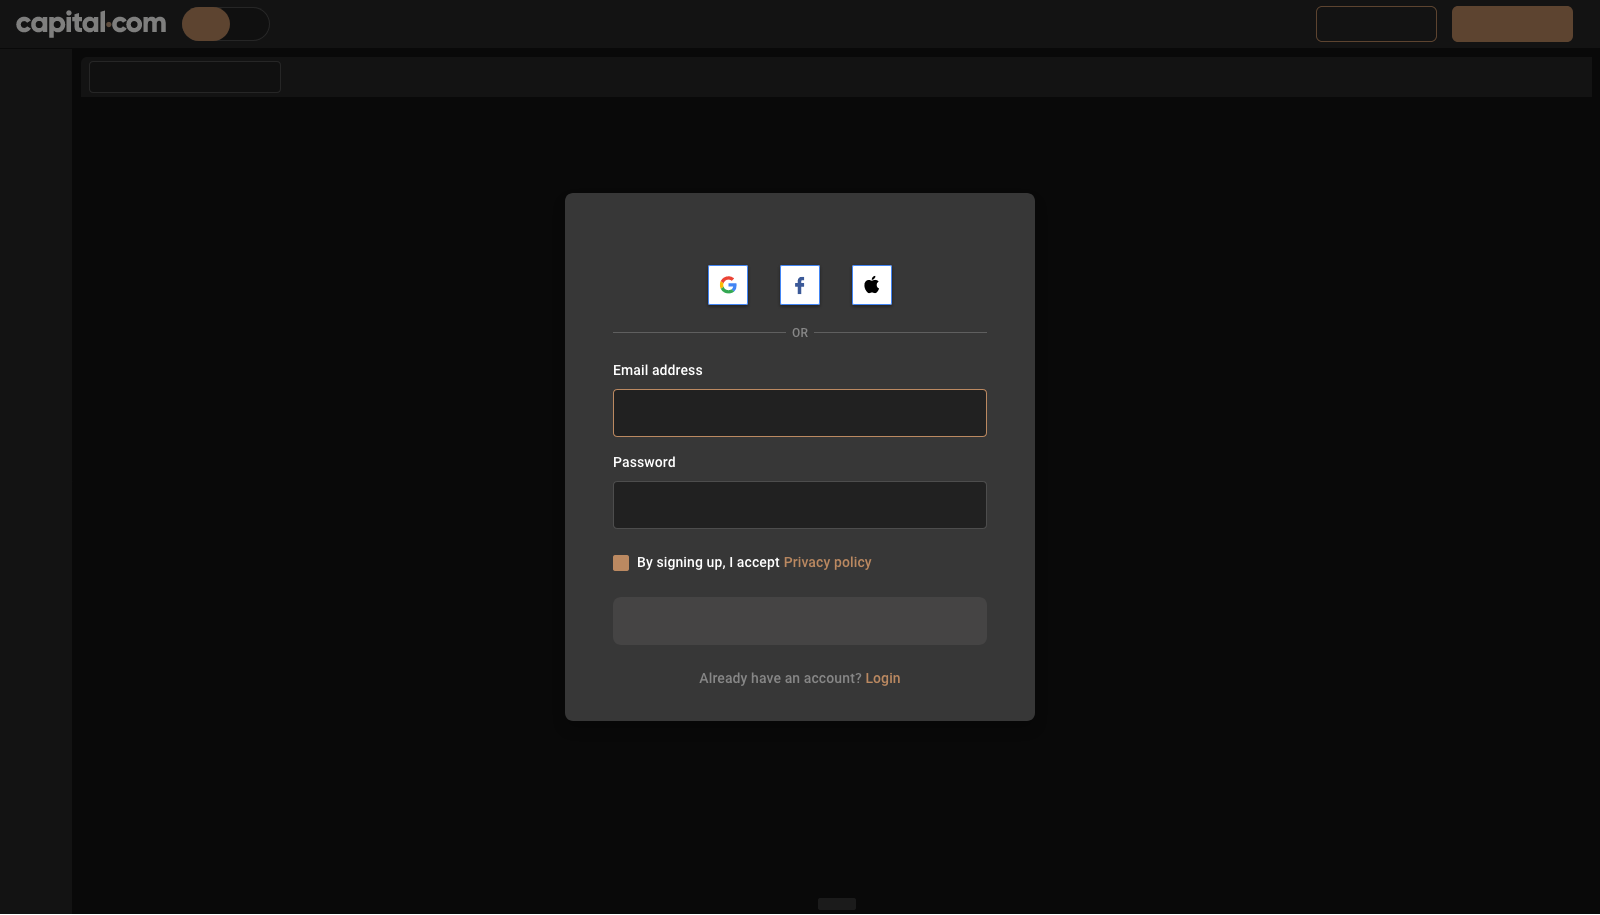 capital.com
OR
Email address
Password
By signing up, I accept Privacy policy
Already have an account? Login